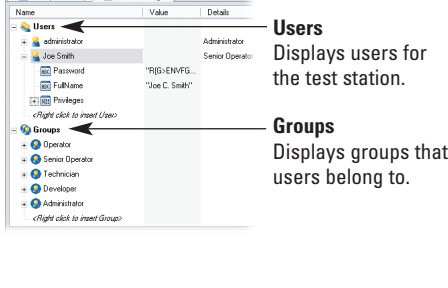 Name Value Details
Users
administrator Administrator
Joe Smith Senior Operator
Password "R[G>ENVFG...
FullName "Joe C. Smith"
Privileges
<Right click to insert User>
Groups
Operator
Senior Operator
Technician
Developer
Administrator
<Right click to insert Group>
Users
Displays users for
the test station.
Groups
Displays groups that
users belong to.